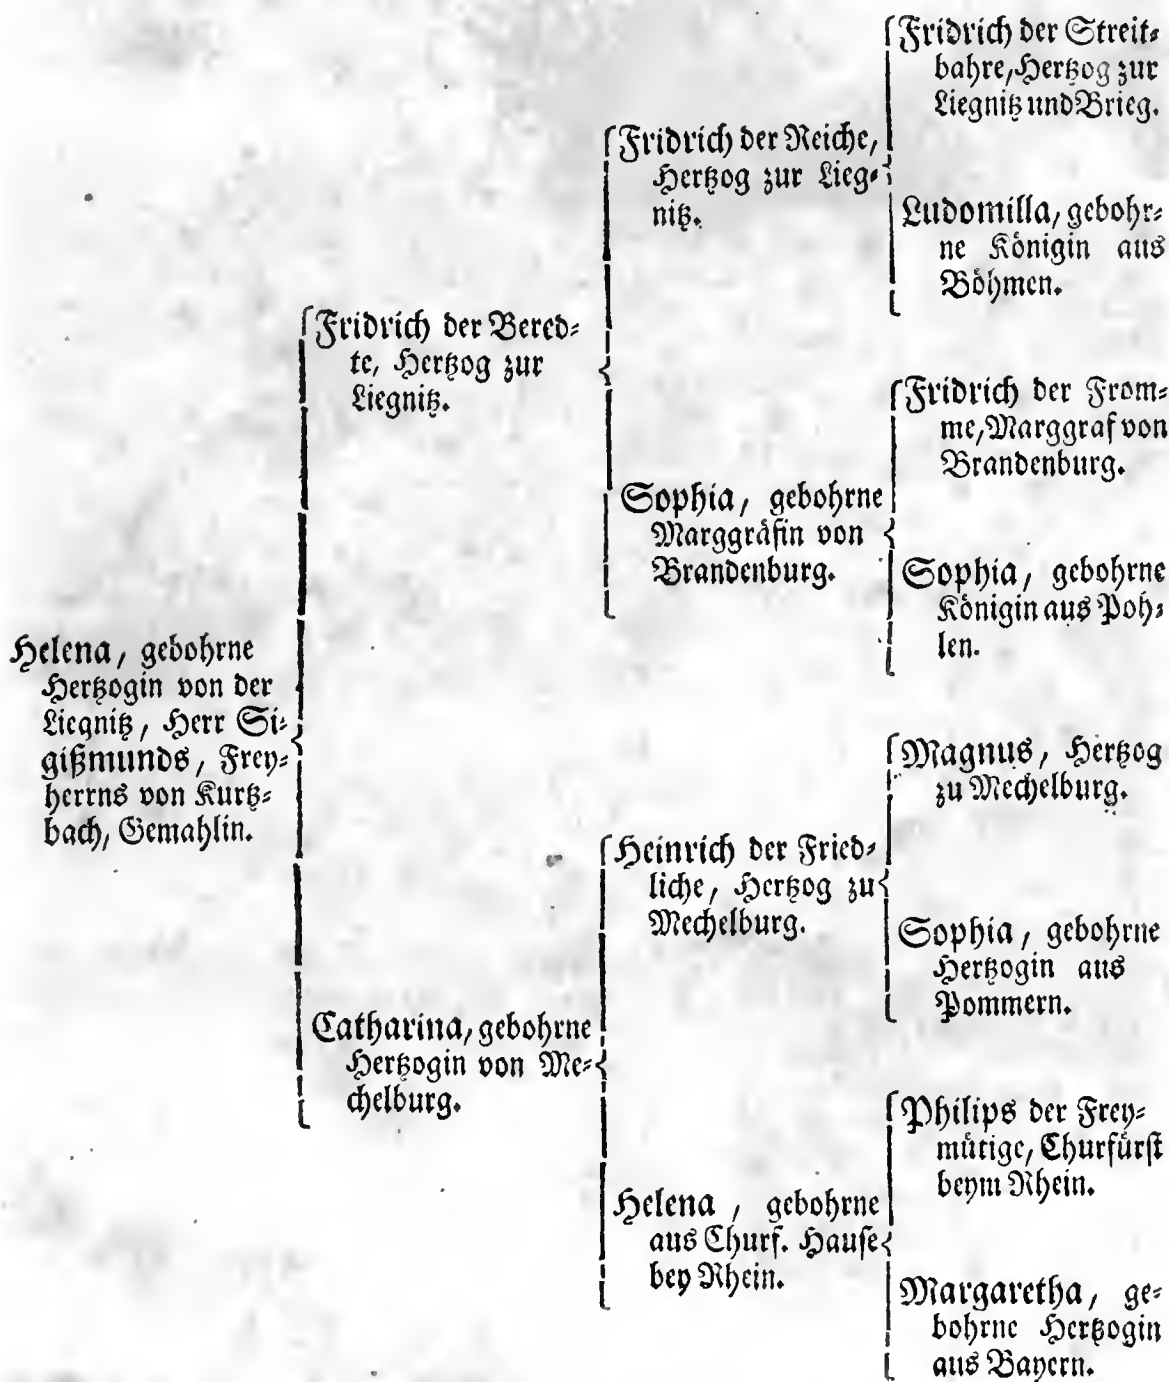 Helena, gebohrne
Hertzogin von der
Liegnitz, Herr Si-
gißmunds, Frey-
herrns von Kurtz-
bach, Gemahlin.
Fridrich der Bered-
te, Hertzog zur
Liegnitz.
Fridrich der Reiche,
Hertzog zur Lieg-
nitz.
Fridrich der Streit-
bahre, Hertzog zur
Liegnitz und Brieg.
Ludomilla, gebohr-
ne Königin aus
Böhmen.
Sophia, gebohrne
Marggräfin von
Brandenburg.
Fridrich der From-
me, Marggraf von
Brandenburg.
Sophia, gebohrne
Königin aus Poh-
len.
Catharina, gebohrne
Hertzogin von Me-
chelburg.
Heinrich der Fried-
liche, Hertzog zu
Mechelburg.
Magnus, Hertzog
zu Mechelburg.
Sophia, gebohrne
Hertzogin aus
Pommern.
Helena, gebohrne
aus Churf. Hause
bey Rhein.
Philips der Frey-
mütige, Churfürst
beym Rhein.
Margaretha, ge-
bohrne Hertzogin
aus Bayern.